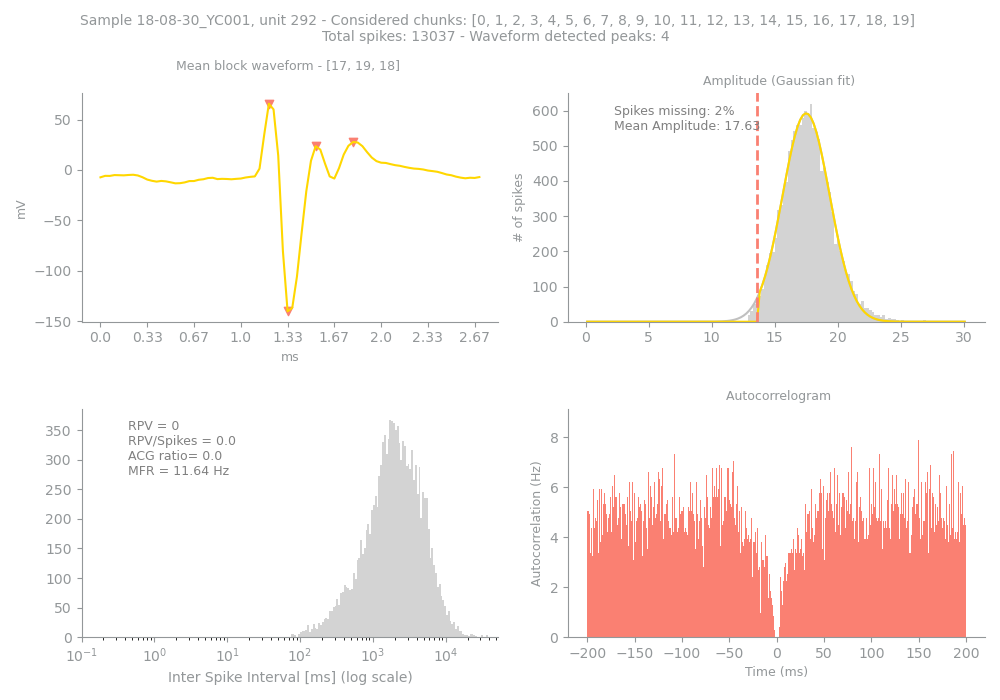 Sample 18-08-30_YC001, unit 292 - Considered chunks: [0, 1, 2, 3, 4, 5, 6, 7, 8, 9, 10, 11, 12, 13, 14, 15, 16, 17, 18, 19]
Total spikes: 13037 - Waveform detected peaks: 4
Mean block waveform - [17, 19, 18]
50
0
−50
−100
−150
mV
0.0 0.33 0.67 1.0 1.33 1.67 2.0 2.33 2.67
ms
Amplitude (Gaussian fit)
Spikes missing: 2%
Mean Amplitude: 17.63
600
500
400
300
200
100
0
# of spikes
0 5 10 15 20 25 30
RPV = 0
RPV/Spikes = 0.0
ACG ratio= 0.0
MFR = 11.64 Hz
350
300
250
200
150
100
50
0
10⁻¹ 10⁰ 10¹ 10² 10³ 10⁴
Inter Spike Interval [ms] (log scale)
Autocorrelogram
8
6
4
2
0
Autocorrelation (Hz)
−200 −150 −100 −50 0 50 100 150 200
Time (ms)